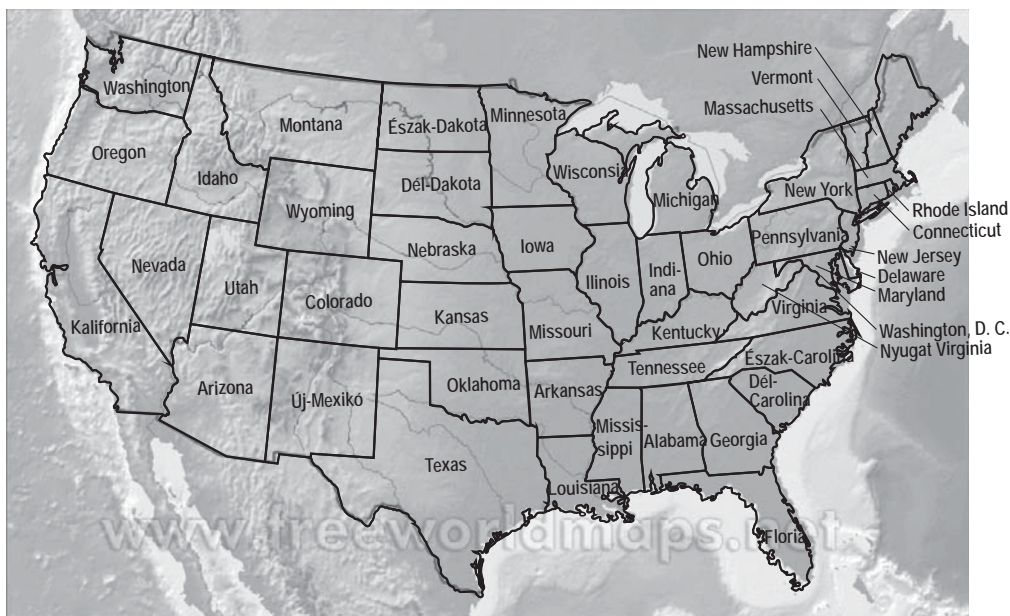 New Hampshire
Vermont
Massachusetts
Washington
Montana
Észak-Dakota
Minnesota
Oregon
Idaho
Wisconsin
Dél-Dakota
Michigan
New York
Wyoming
Rhode Island
Connecticut
Nebraska
Iowa
Pennsylvania
New Jersey
Delaware
Maryland
Nevada
Utah
Colorado
Illinois
Indi-
ana
Ohio
Virginia
Kalifornia
Kansas
Missouri
Kentucky
Washington, D. C.
Nyugat Virginia
Arizona
Új-Mexikó
Oklahoma
Arkansas
Tennessee
Észak-Carolina
Dél-
Carolina
Texas
Missis-
sippi
Alabama
Georgia
Louisiana
www.freeworldmaps.net
Floria